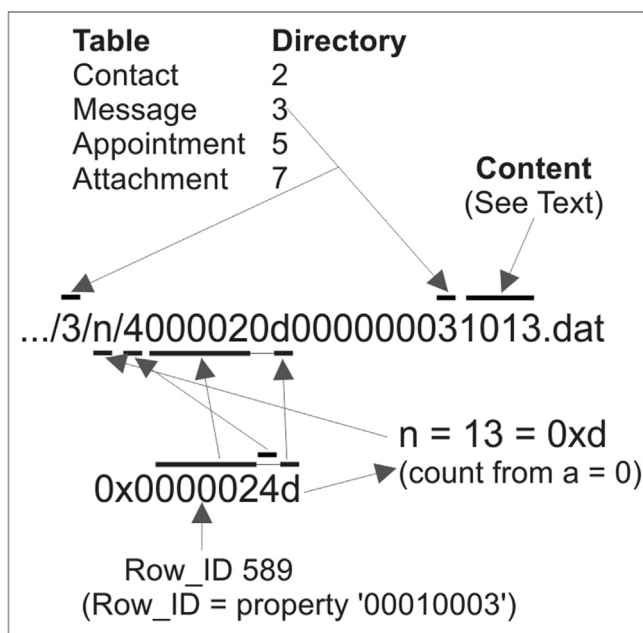 Table Directory
Contact 2
Message 3
Appointment 5
Attachment 7
Content
(See Text)
.../3/n/4000020d000000031013.dat
n = 13 = 0xd
(count from a = 0)
0x0000024d
Row_ID 589
(Row_ID = property '00010003')